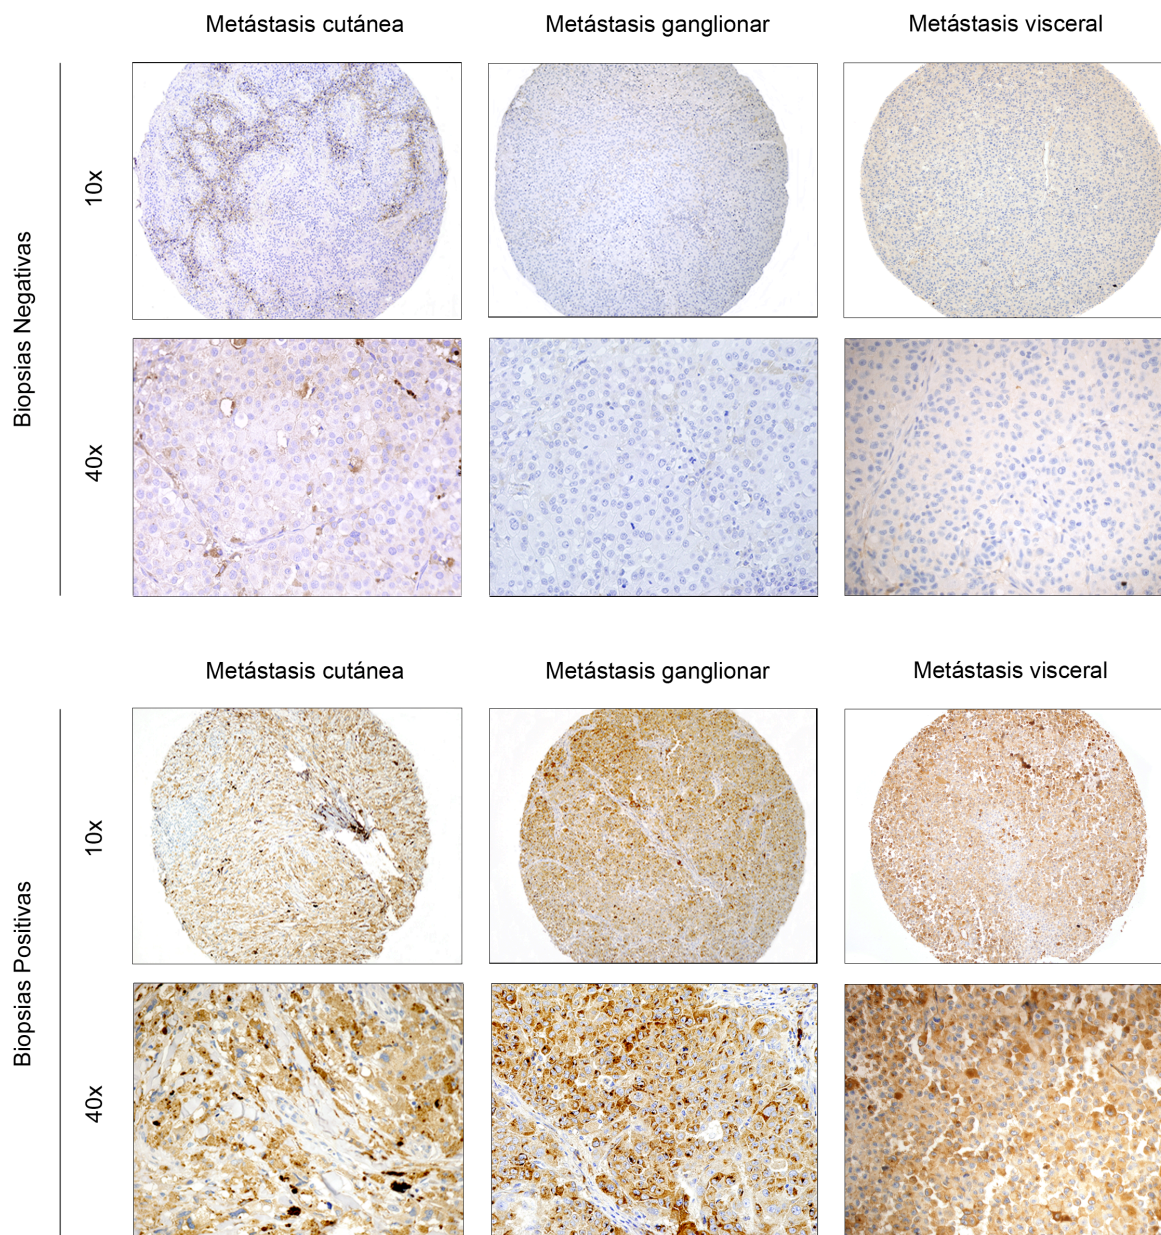 Metástasis cutánea
Metástasis ganglionar
Metástasis visceral
Biopsias Negativas
10x
40x
Metástasis cutánea
Metástasis ganglionar
Metástasis visceral
Biopsias Positivas
10x
40x